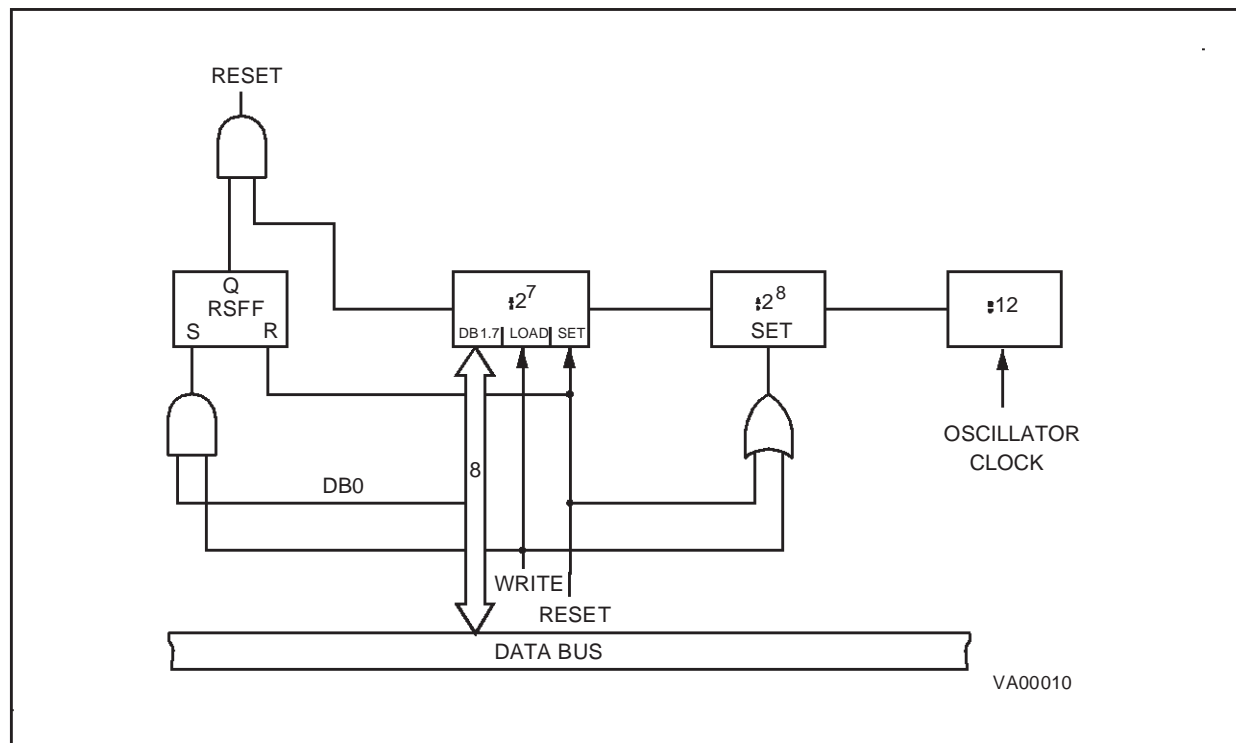 RESET
Q
RSFF
S R
:2⁷
DB1.7 LOAD SET
:2⁸
SET
:12
OSCILLATOR
CLOCK
8
DB0
WRITE
RESET
DATA BUS
VA00010